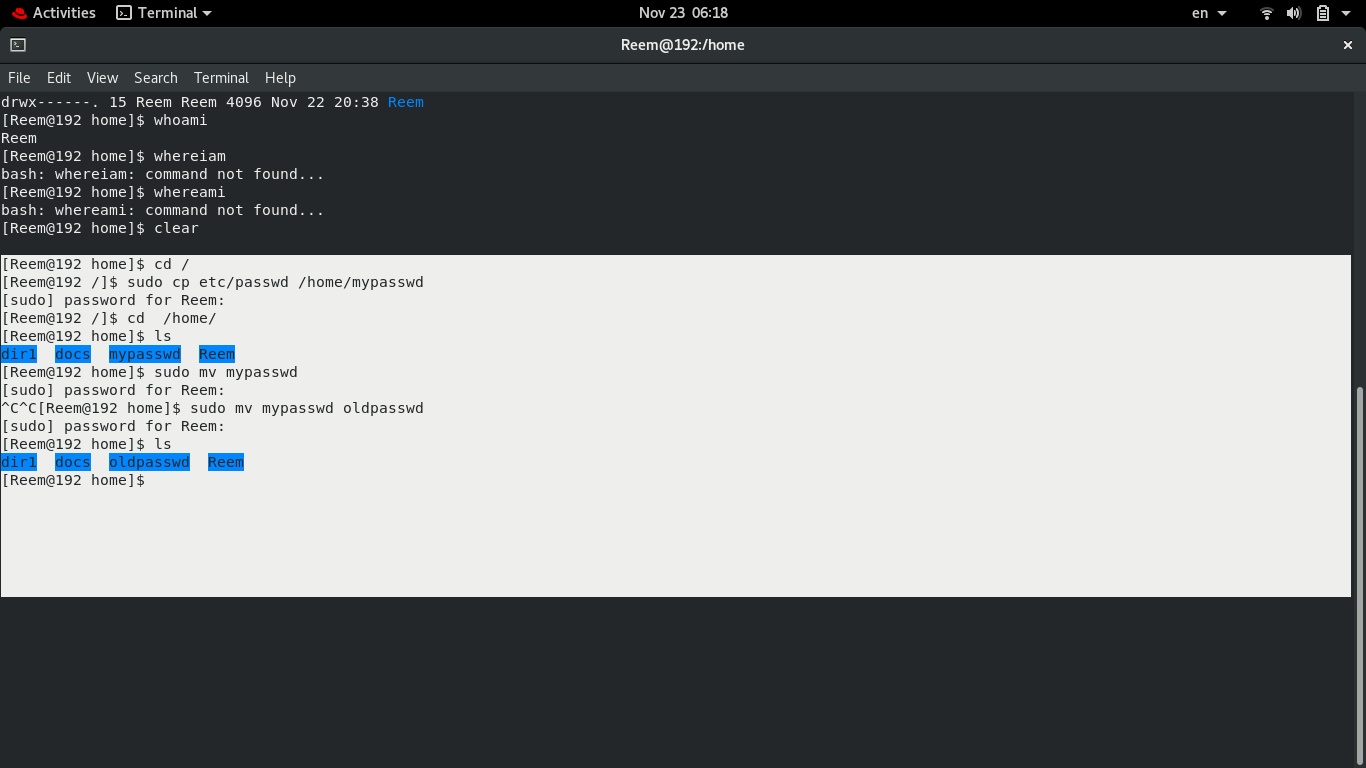 Activities Terminal Nov 23 06:18 en
Reem@192:/home
File Edit View Search Terminal Help
drwx------. 15 Reem Reem 4096 Nov 22 20:38 Reem
[Reem@192 home]$ whoami
Reem
[Reem@192 home]$ whereiam
bash: whereiam: command not found...
[Reem@192 home]$ whereami
bash: whereami: command not found...
[Reem@192 home]$ clear
[Reem@192 home]$ cd /
[Reem@192 /]$ sudo cp etc/passwd /home/mypasswd
[sudo] password for Reem:
[Reem@192 /]$ cd  /home/
[Reem@192 home]$ ls
dir1  docs  mypasswd  Reem
[Reem@192 home]$ sudo mv mypasswd
[sudo] password for Reem:
^C^C[Reem@192 home]$ sudo mv mypasswd oldpasswd
[sudo] password for Reem:
[Reem@192 home]$ ls
dir1  docs  oldpasswd  Reem
[Reem@192 home]$